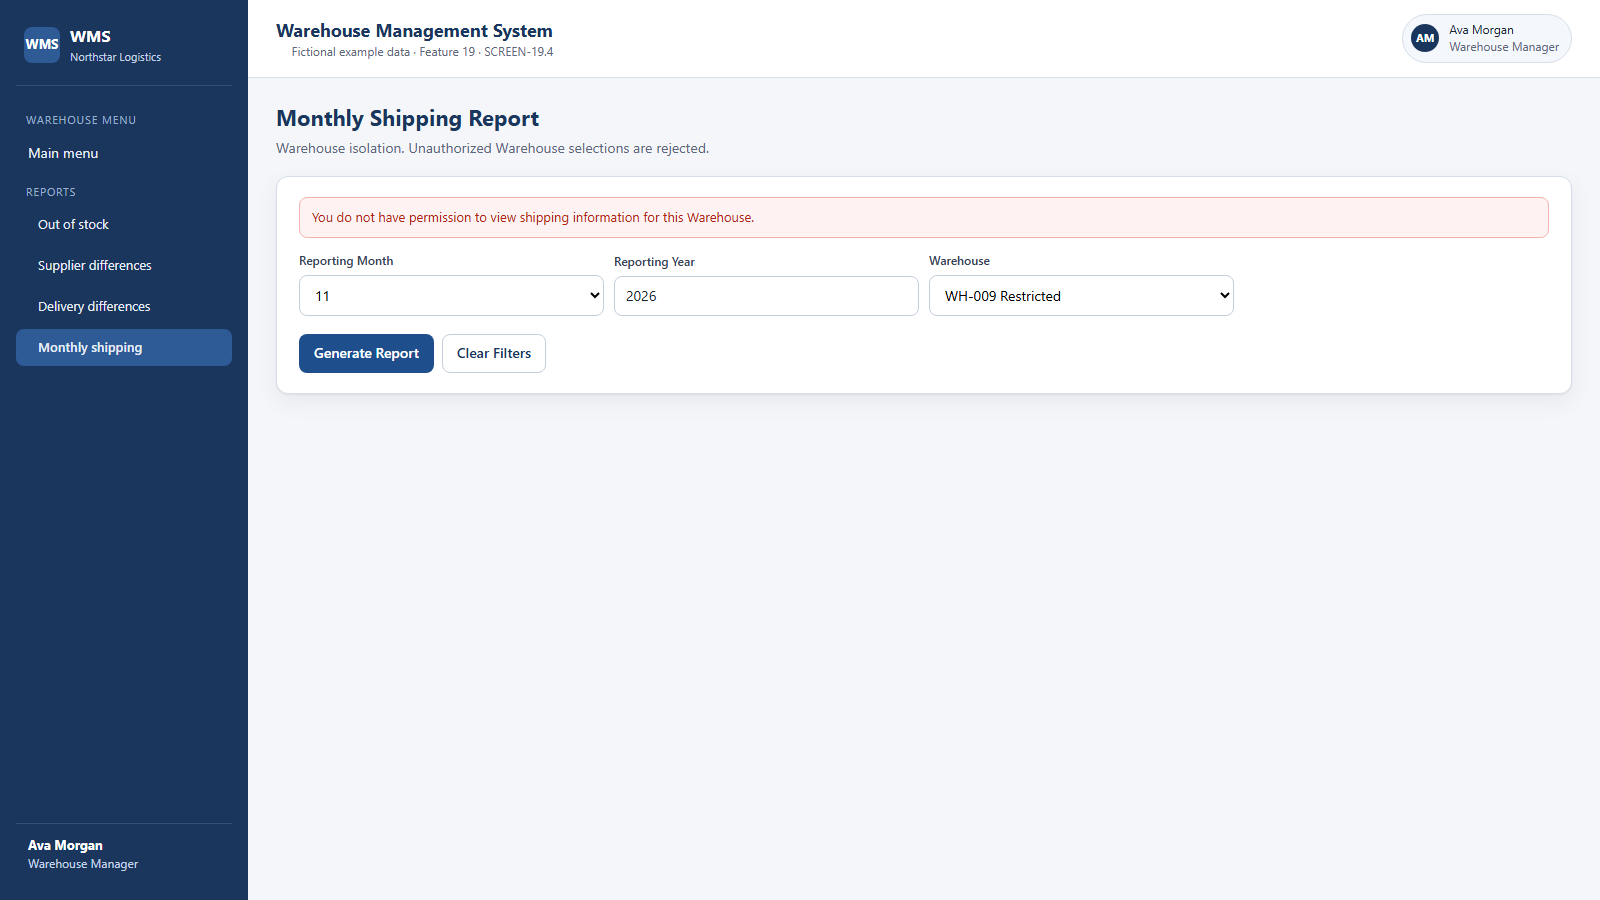 WMS
WMS
Northstar Logistics
WAREHOUSE MENU
Main menu
REPORTS
Out of stock
Supplier differences
Delivery differences
Monthly shipping
Ava Morgan
Warehouse Manager
Warehouse Management System
Fictional example data · Feature 19 · SCREEN-19.4
AM
Ava Morgan
Warehouse Manager
Monthly Shipping Report
Warehouse isolation. Unauthorized Warehouse selections are rejected.
You do not have permission to view shipping information for this Warehouse.
Reporting Month
Reporting Year
Warehouse
11
2026
WH-009 Restricted
Generate Report
Clear Filters